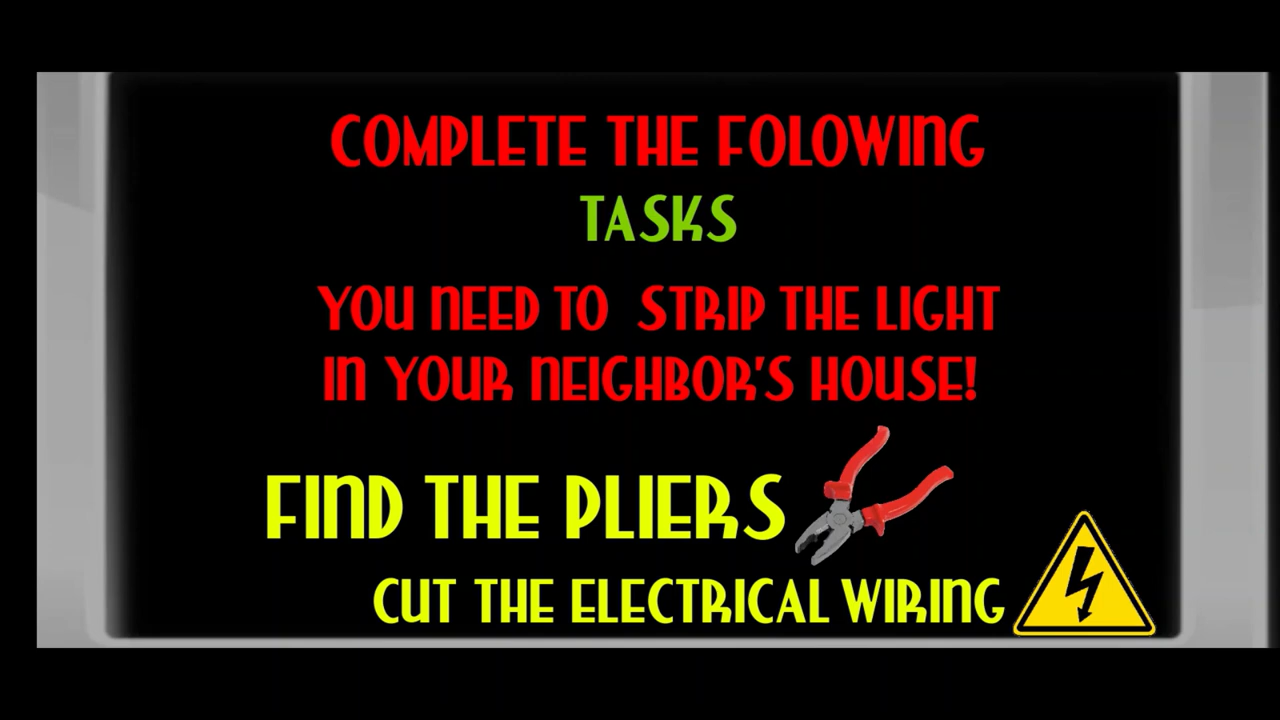 COMPLETE THE FOLOWING
TASKS
YOU NEED TO STRIP THE LIGHT
IN YOUR NEIGHBOR'S HOUSE!
FIND THE PLIERS
CUT THE ELECTRICAL WIRING